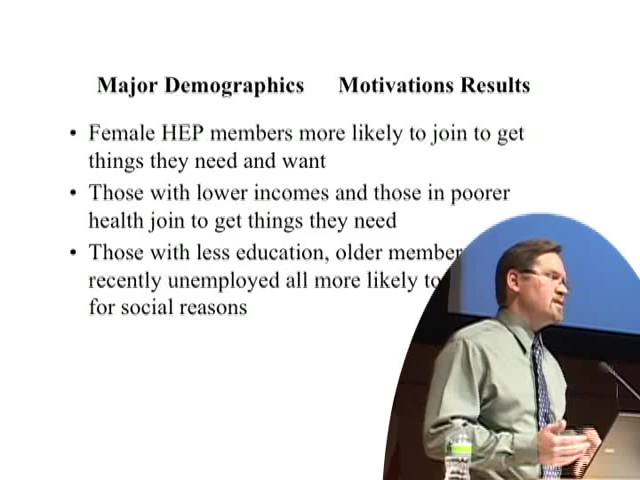 Major Demographics Motivations Results
• Female HEP members more likely to join to get
things they need and want
• Those with lower incomes and those in poorer
health join to get things they need
• Those with less education, older
recently unemployed all more likely to
for social reasons